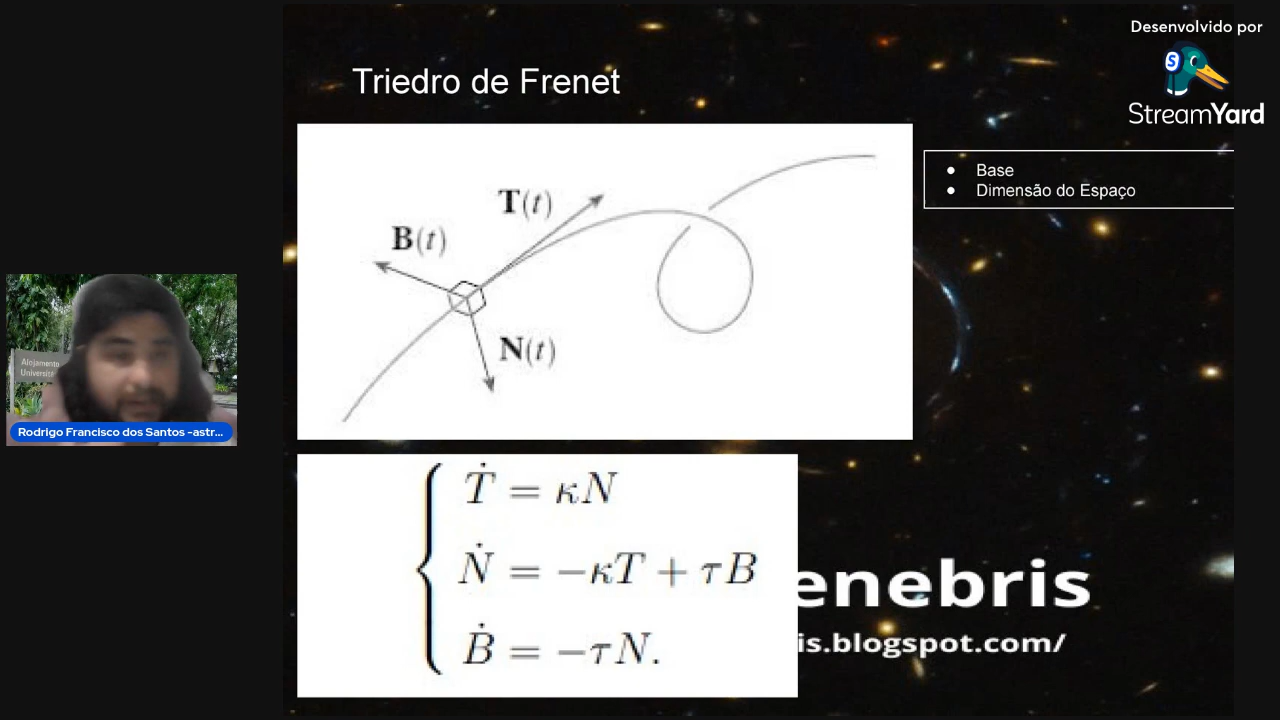 Desenvolvido por
StreamYard
Triedro de Frenet
● Base
● Dimensão do Espaço
T(t)
B(t)
N(t)
Alojamento
Rodrigo Francisco dos Santos -astr...
Ṫ = κN
Ṅ = −κT + τB
Ḃ = −τN.
enebris
is.blogspot.com/